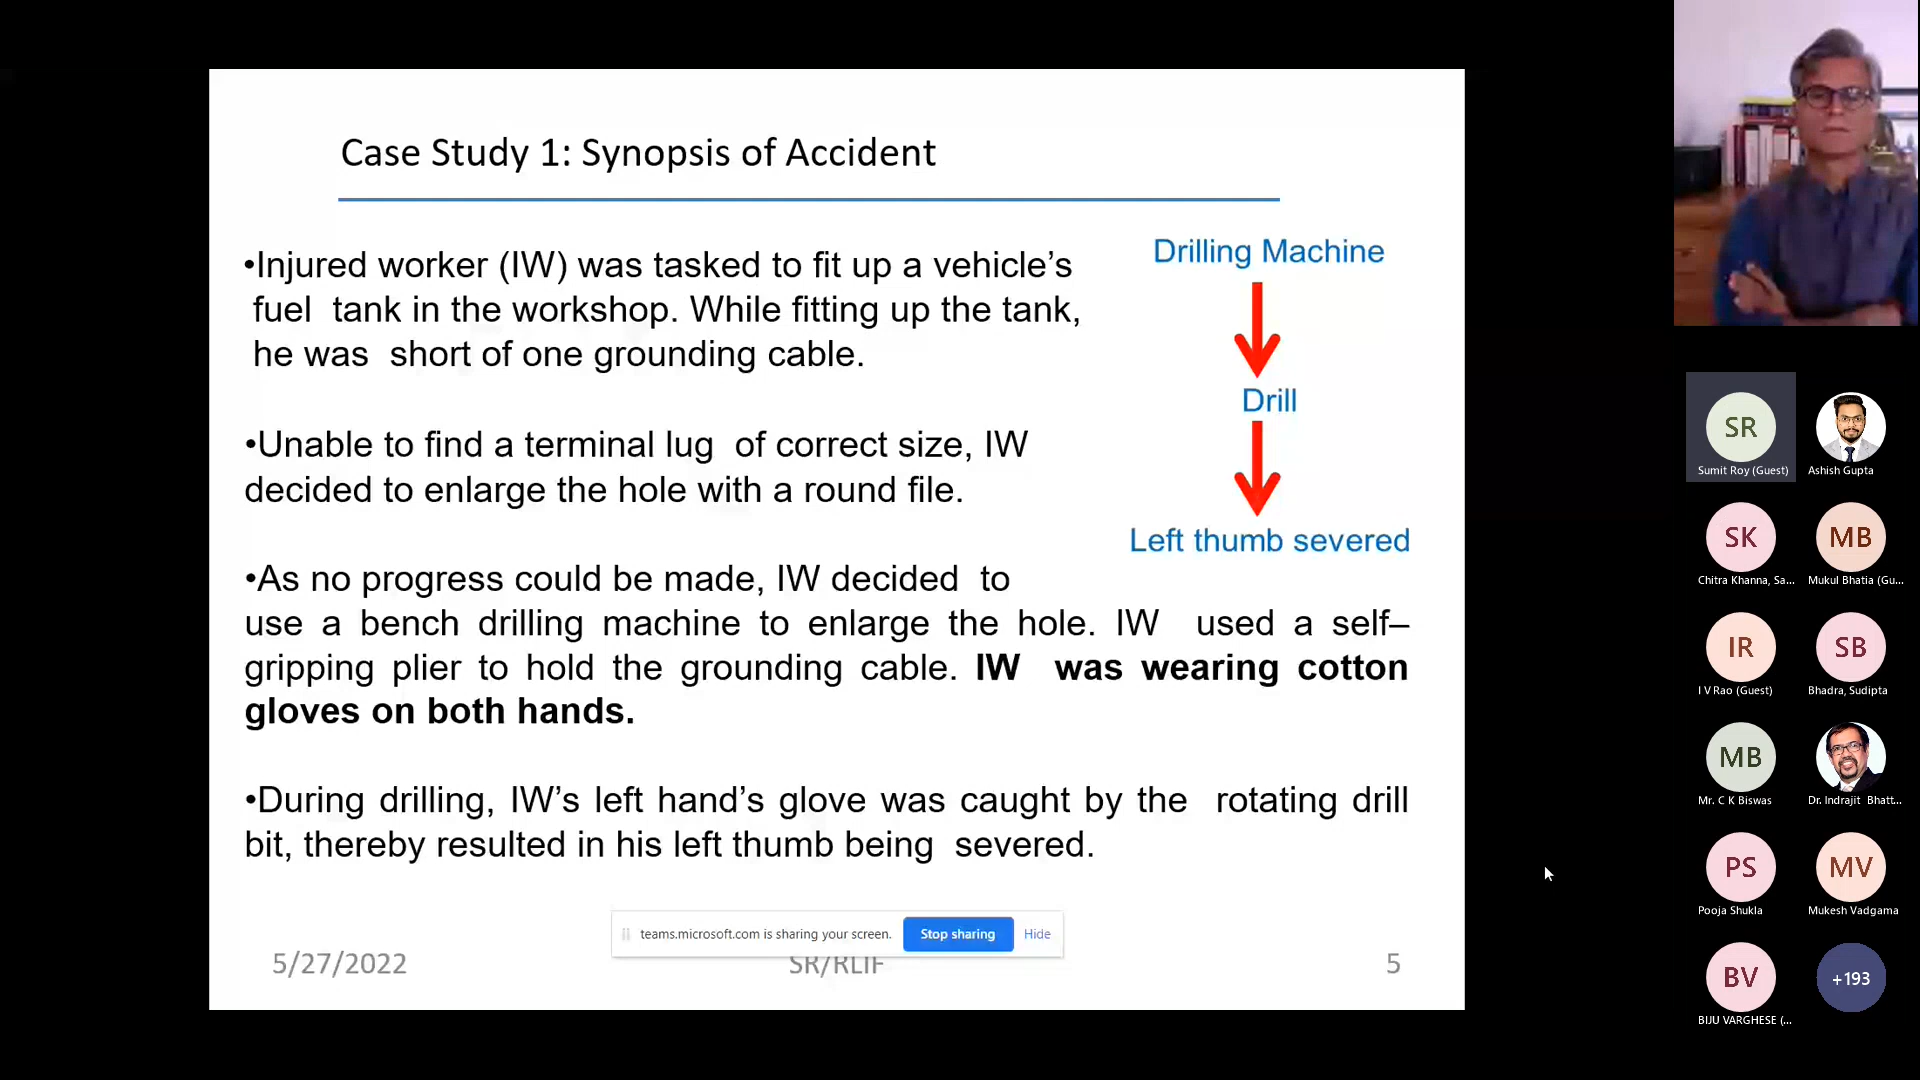 Case Study 1: Synopsis of Accident
•Injured worker (IW) was tasked to fit up a vehicle’s
fuel tank in the workshop. While fitting up the tank,
he was short of one grounding cable.
•Unable to find a terminal lug of correct size, IW
decided to enlarge the hole with a round file.
•As no progress could be made, IW decided to
use a bench drilling machine to enlarge the hole. IW used a self–
gripping plier to hold the grounding cable. IW was wearing cotton
gloves on both hands.
•During drilling, IW’s left hand’s glove was caught by the rotating drill
bit, thereby resulted in his left thumb being severed.
Drilling Machine
Drill
Left thumb severed
teams.microsoft.com is sharing your screen. Stop sharing Hide
5/27/2022 SR/RLIF 5
SR
Sumit Roy (Guest) Ashish Gupta
SK MB
Chitra Khanna, Sa... Mukul Bhatia (Gu...
IR SB
I V Rao (Guest) Bhadra, Sudipta
MB
Mr. C K Biswas Dr. Indrajit Bhatt...
PS MV
Pooja Shukla Mukesh Vadgama
BV +193
BIJU VARGHESE (...